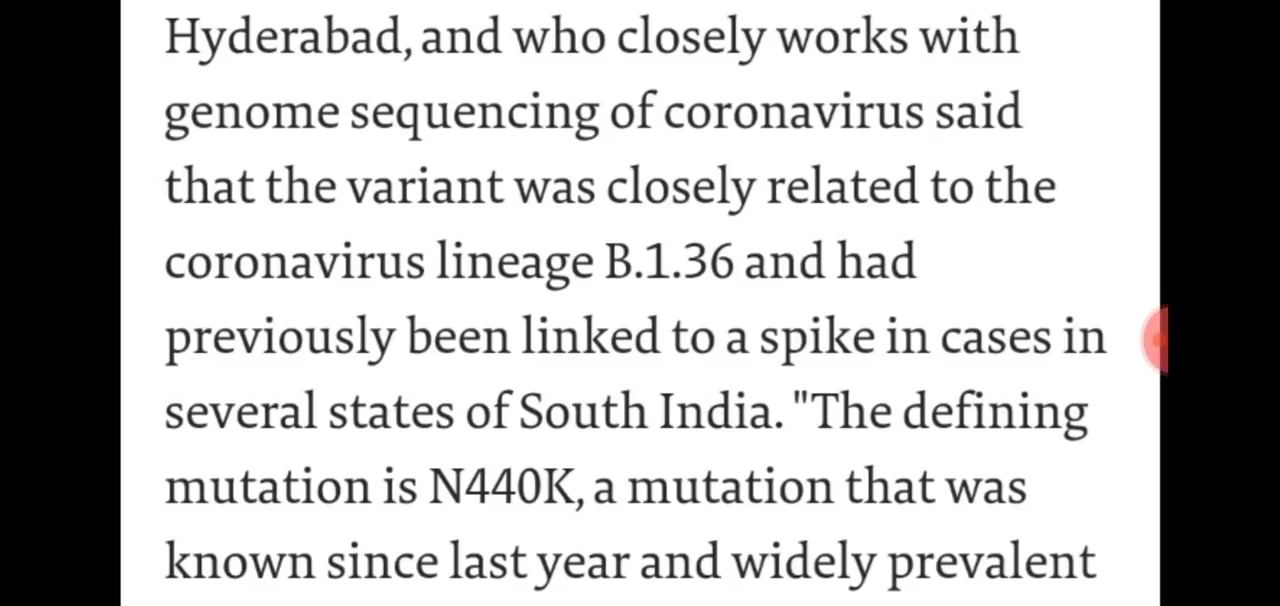 Hyderabad, and who closely works with
genome sequencing of coronavirus said
that the variant was closely related to the
coronavirus lineage B.1.36 and had
previously been linked to a spike in cases in
several states of South India. "The defining
mutation is N440K, a mutation that was
known since last year and widely prevalent